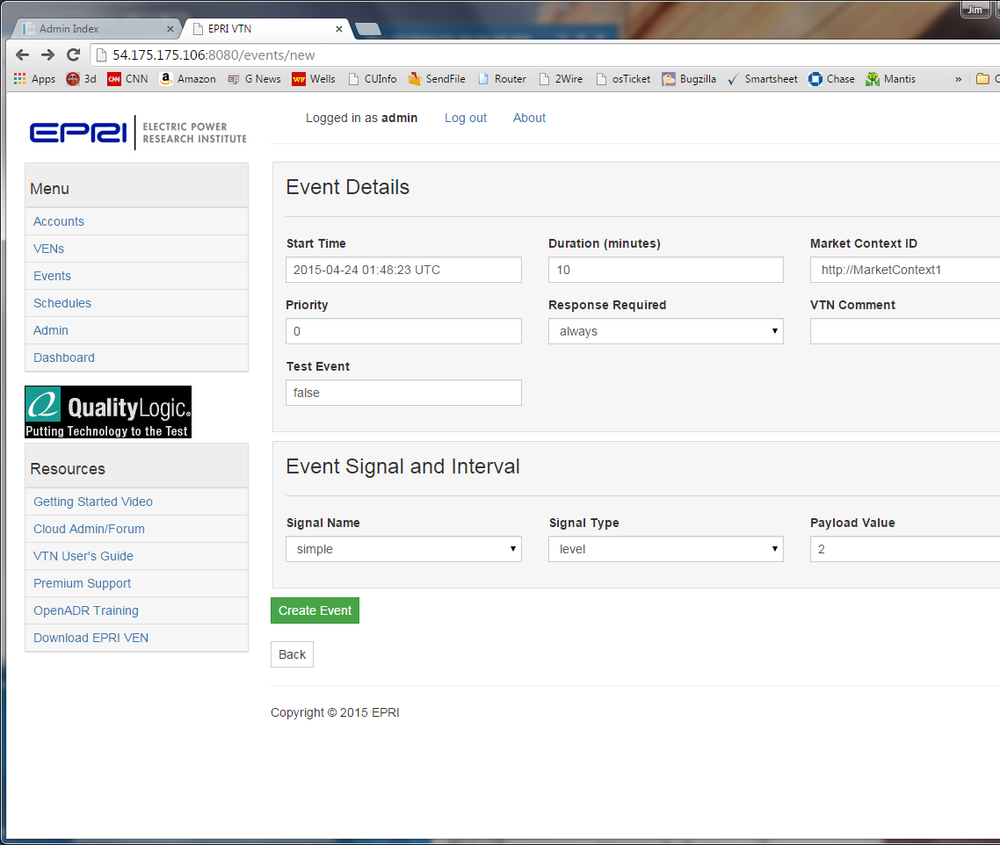 Jim
Admin Index
EPRI VTN
54.175.175.106:8080/events/new
Apps 3d CNN CNN a Amazon G News WF Wells CUInfo SendFile Router 2Wire osTicket Bugzilla Smartsheet Chase Mantis »
EPRI ELECTRIC POWER
RESEARCH INSTITUTE
Logged in as admin Log out About
Menu
Accounts
VENs
Events
Schedules
Admin
Dashboard
QualityLogic®
Putting Technology to the Test
Resources
Getting Started Video
Cloud Admin/Forum
VTN User's Guide
Premium Support
OpenADR Training
Download EPRI VEN
Event Details
Start Time Duration (minutes) Market Context ID
2015-04-24 01:48:23 UTC 10 http://MarketContext1
Priority Response Required VTN Comment
0 always
Test Event
false
Event Signal and Interval
Signal Name Signal Type Payload Value
simple level 2
Create Event
Back
Copyright © 2015 EPRI